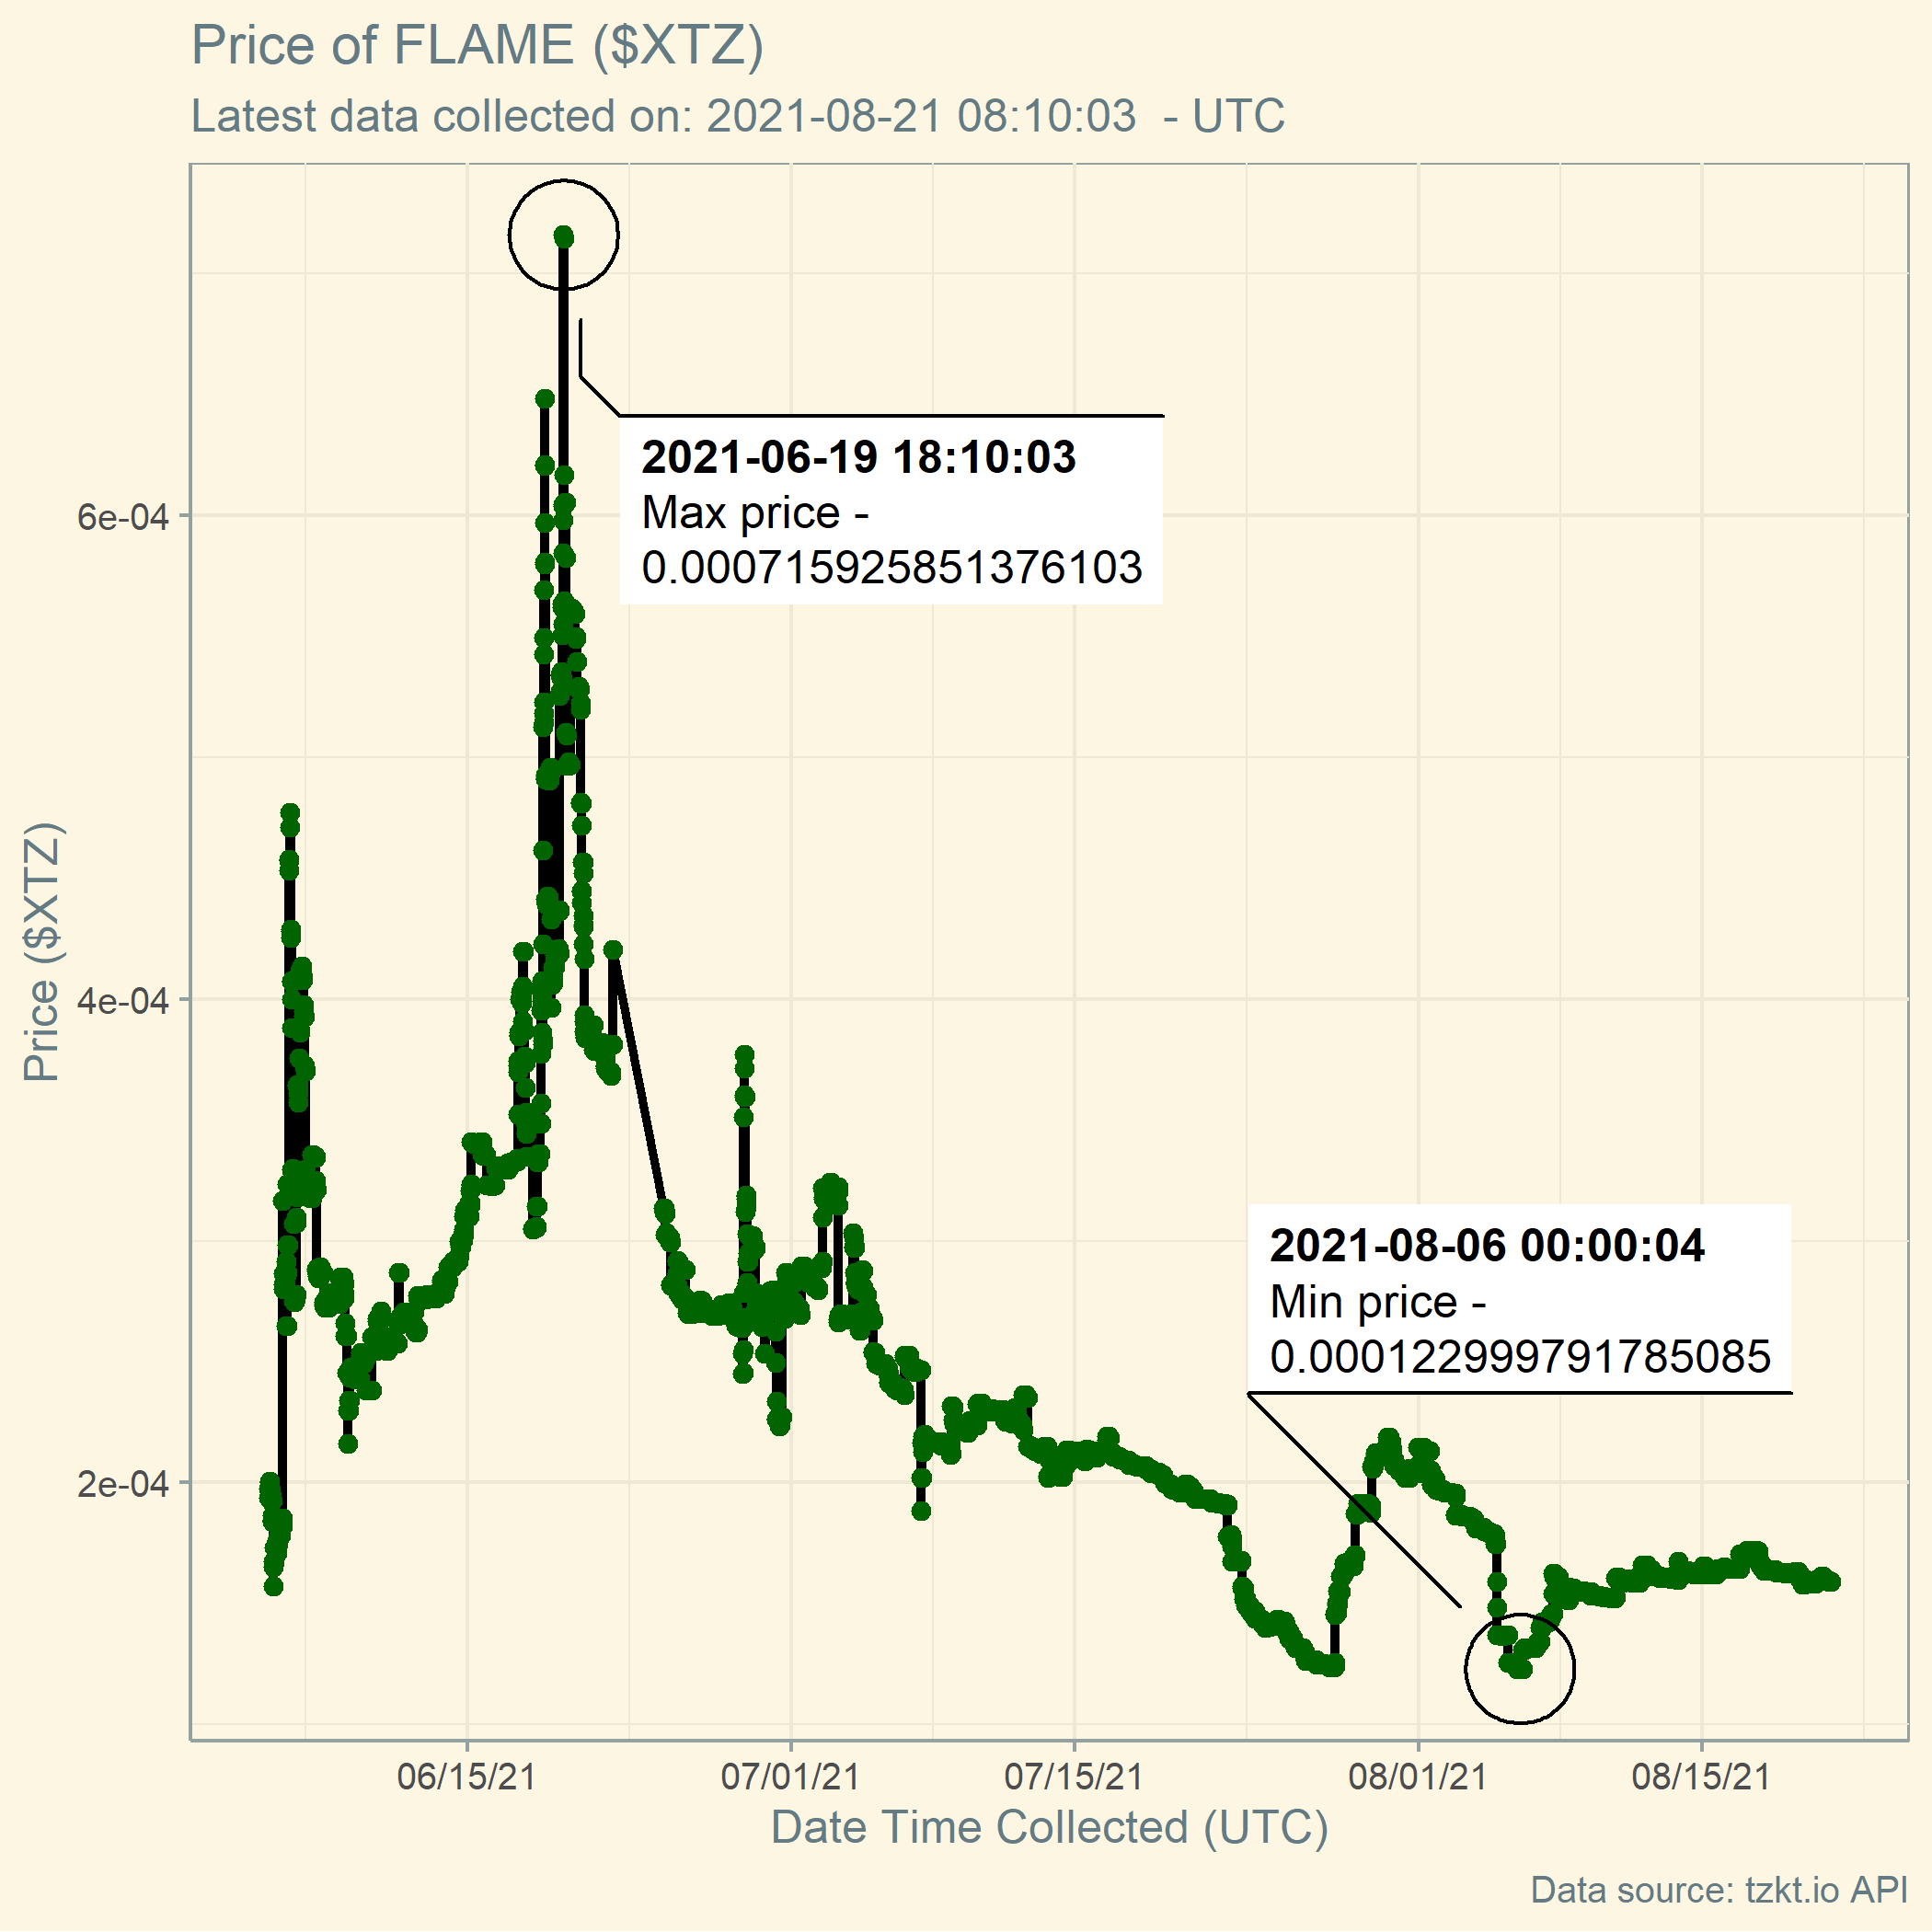 Price of FLAME ($XTZ)
Latest data collected on: 2021-08-21 08:10:03  - UTC
2021-06-19 18:10:03
Max price -
0.000715925851376103
6e-04
4e-04
2e-04
Price ($XTZ)
2021-08-06 00:00:04
Min price -
0.000122999791785085
06/15/21
07/01/21
07/15/21
08/01/21
08/15/21
Date Time Collected (UTC)
Data source: tzkt.io API